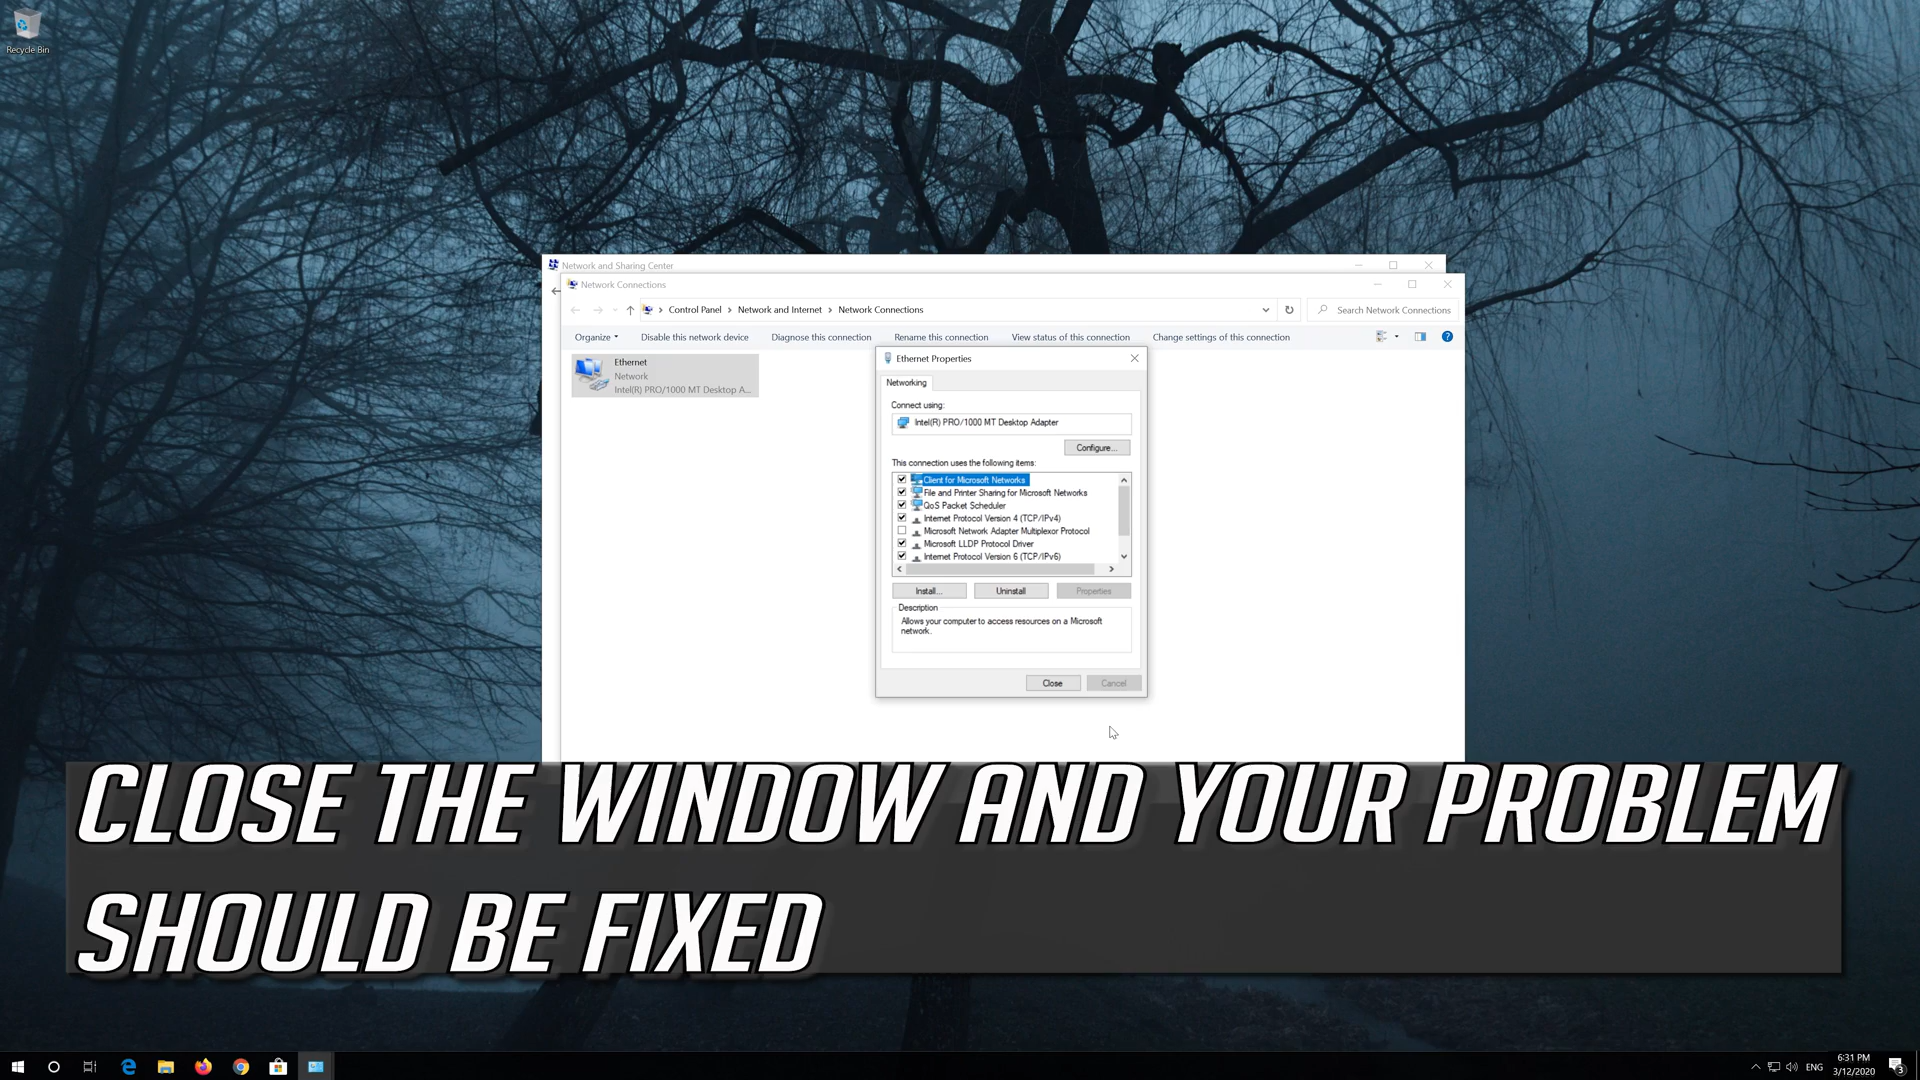 Recycle Bin
Network and Sharing Center
Network Connections
Control Panel > Network and Internet > Network Connections
Search Network Connections
Organize
Disable this network device
Diagnose this connection
Rename this connection
View status of this connection
Change settings of this connection
Ethernet
Network
Intel(R) PRO/1000 MT Desktop A...
Ethernet Properties
Networking
Connect using:
Intel(R) PRO/1000 MT Desktop Adapter
Configure...
This connection uses the following items:
Client for Microsoft Networks
File and Printer Sharing for Microsoft Networks
QoS Packet Scheduler
Internet Protocol Version 4 (TCP/IPv4)
Microsoft Network Adapter Multiplexor Protocol
Microsoft LLDP Protocol Driver
Internet Protocol Version 6 (TCP/IPv6)
Install...
Uninstall
Properties
Description
Allows your computer to access resources on a Microsoft
network.
Close
Cancel
CLOSE THE WINDOW AND YOUR PROBLEM
SHOULD BE FIXED
ENG
6:31 PM
3/12/2020
3